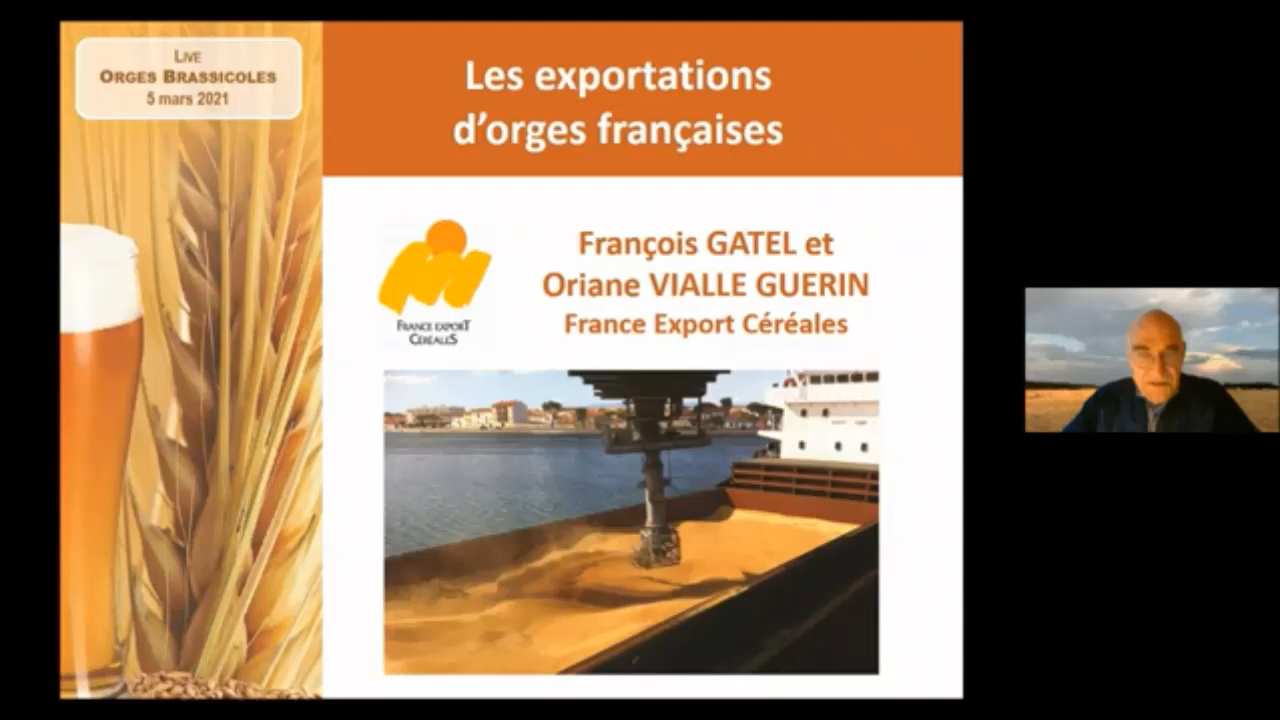 LIVE
ORGES BRASSICOLES
5 mars 2021
Les exportations
d’orges françaises
François GATEL et
Oriane VIALLE GUERIN
France Export Céréales
FRANCE EXPORT
CEREALES